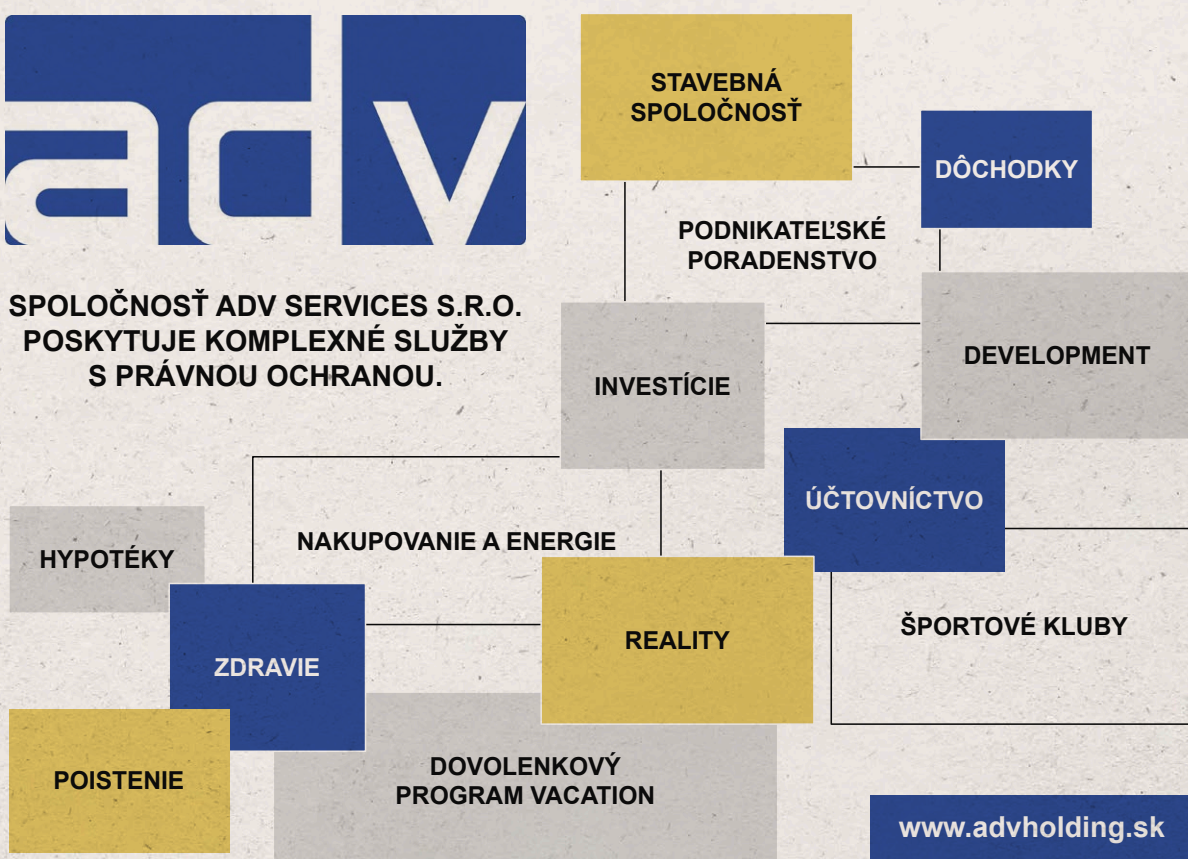 adv
SPOLOČNOSŤ ADV SERVICES S.R.O.
POSKYTUJE KOMPLEXNÉ SLUŽBY
S PRÁVNOU OCHRANOU.
STAVEBNÁ
SPOLOČNOSŤ
DÔCHODKY
PODNIKATEĽSKÉ
PORADENSTVO
INVESTÍCIE
DEVELOPMENT
ÚČTOVNÍCTVO
HYPOTÉKY
NAKUPOVANIE A ENERGIE
ZDRAVIE
REALITY
ŠPORTOVÉ KLUBY
POISTENIE
DOVOLENKOVÝ
PROGRAM VACATION
www.advholding.sk